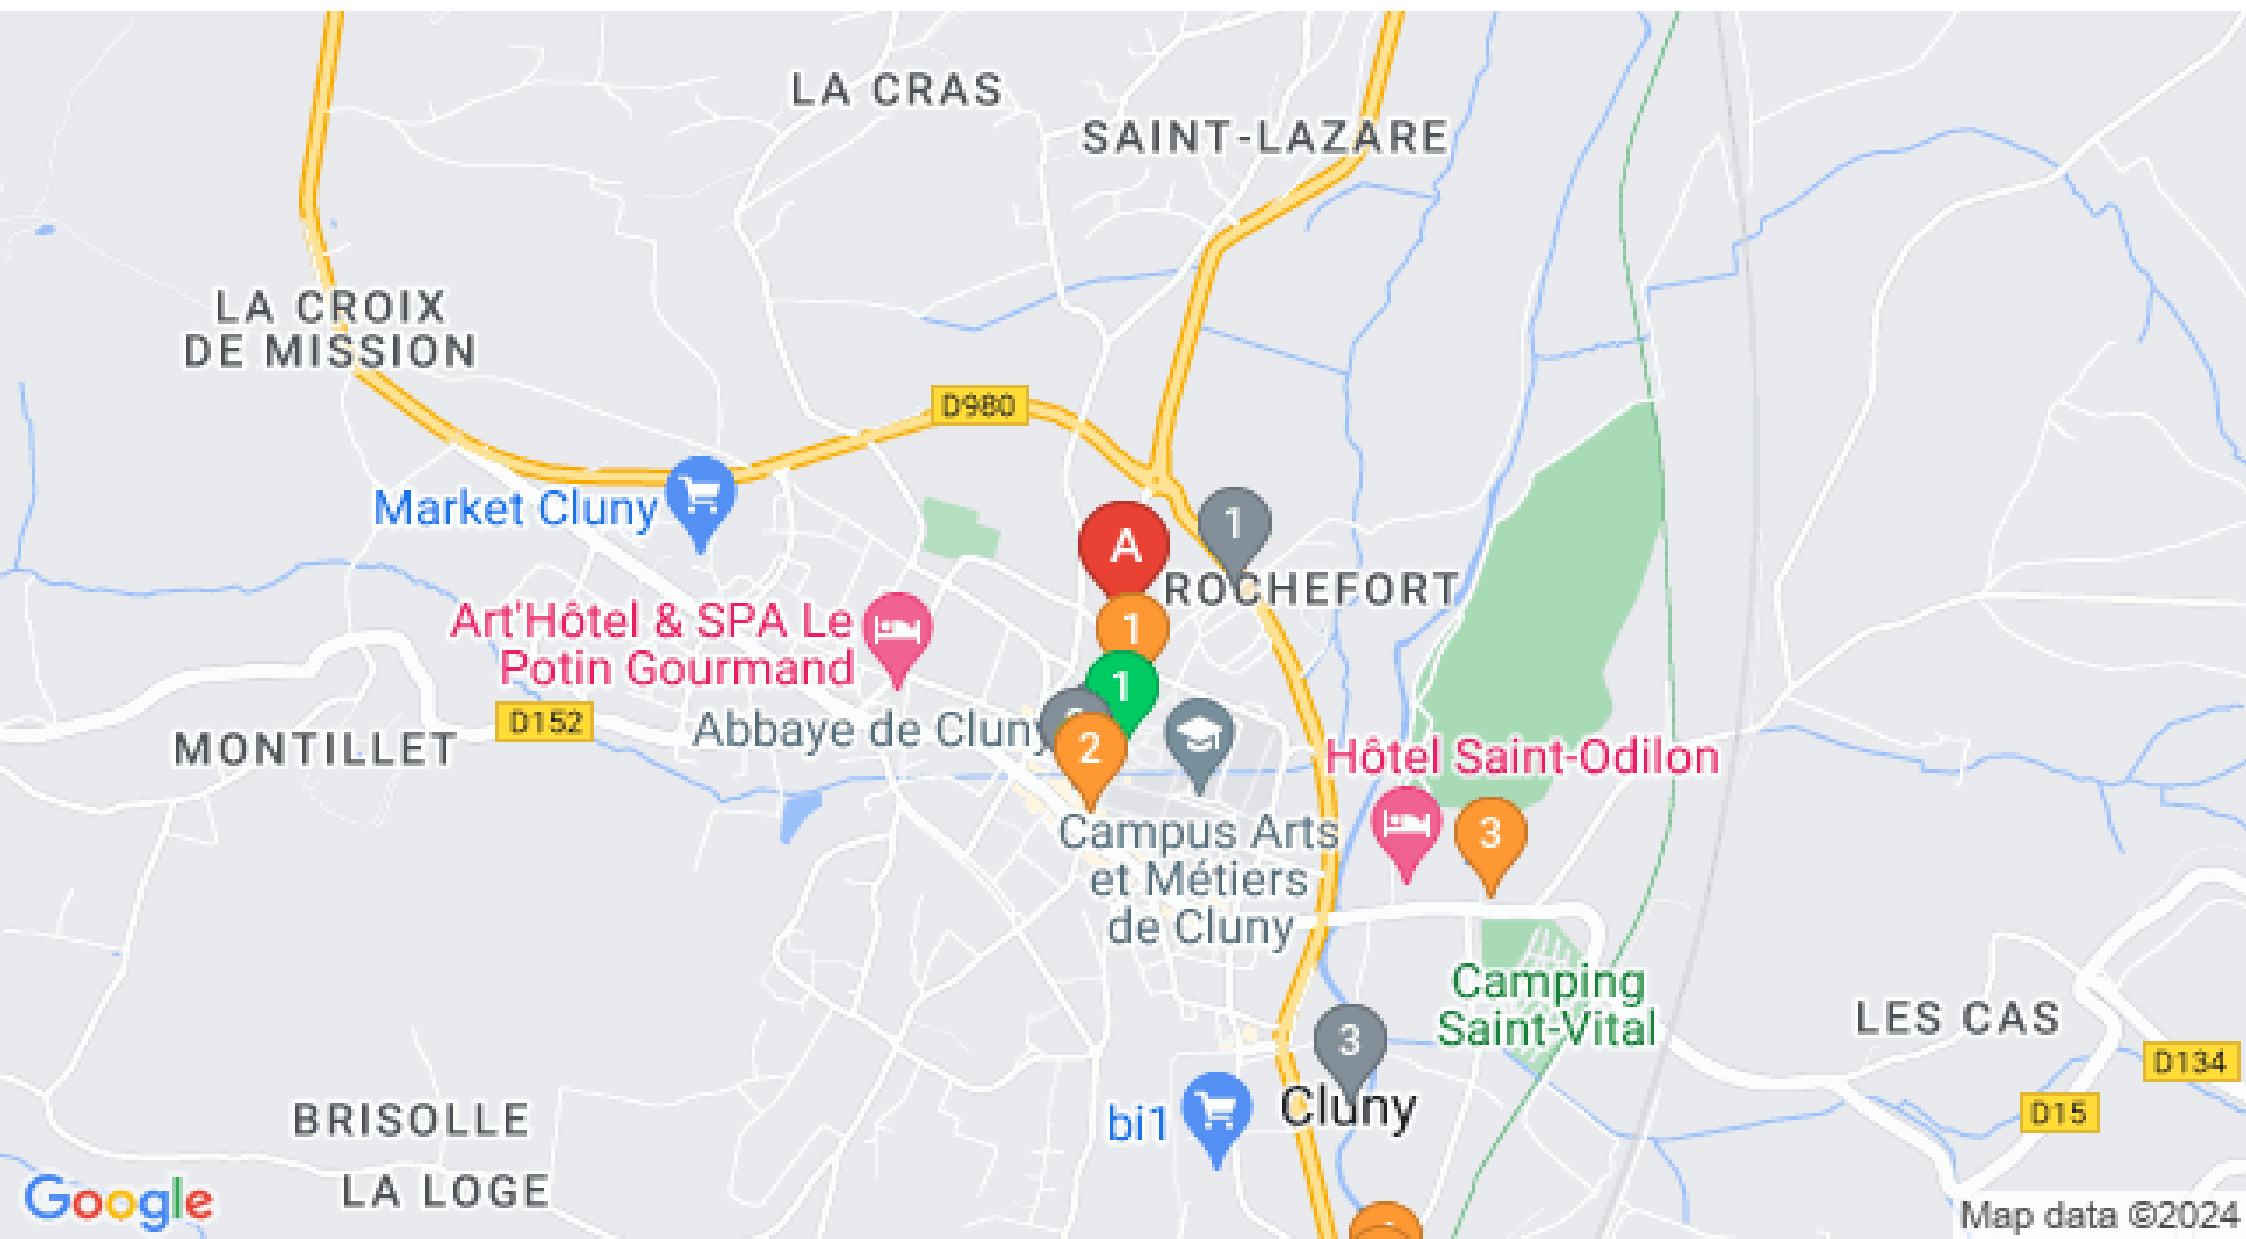 LA CRAS
SAINT-LAZARE
LA CROIX
DE MISSION
D980
Market Cluny
A
1
ROCHEFORT
Art'Hôtel & SPA Le
Potin Gourmand
1
1
D152
MONTILLET
Abbaye de Cluny
2
Hôtel Saint-Odilon
Campus Arts
et Métiers
de Cluny
3
Camping
Saint-Vital
LES CAS
3
D134
D15
Cluny
bi1
BRISOLLE
LA LOGE
Google
Map data ©2024